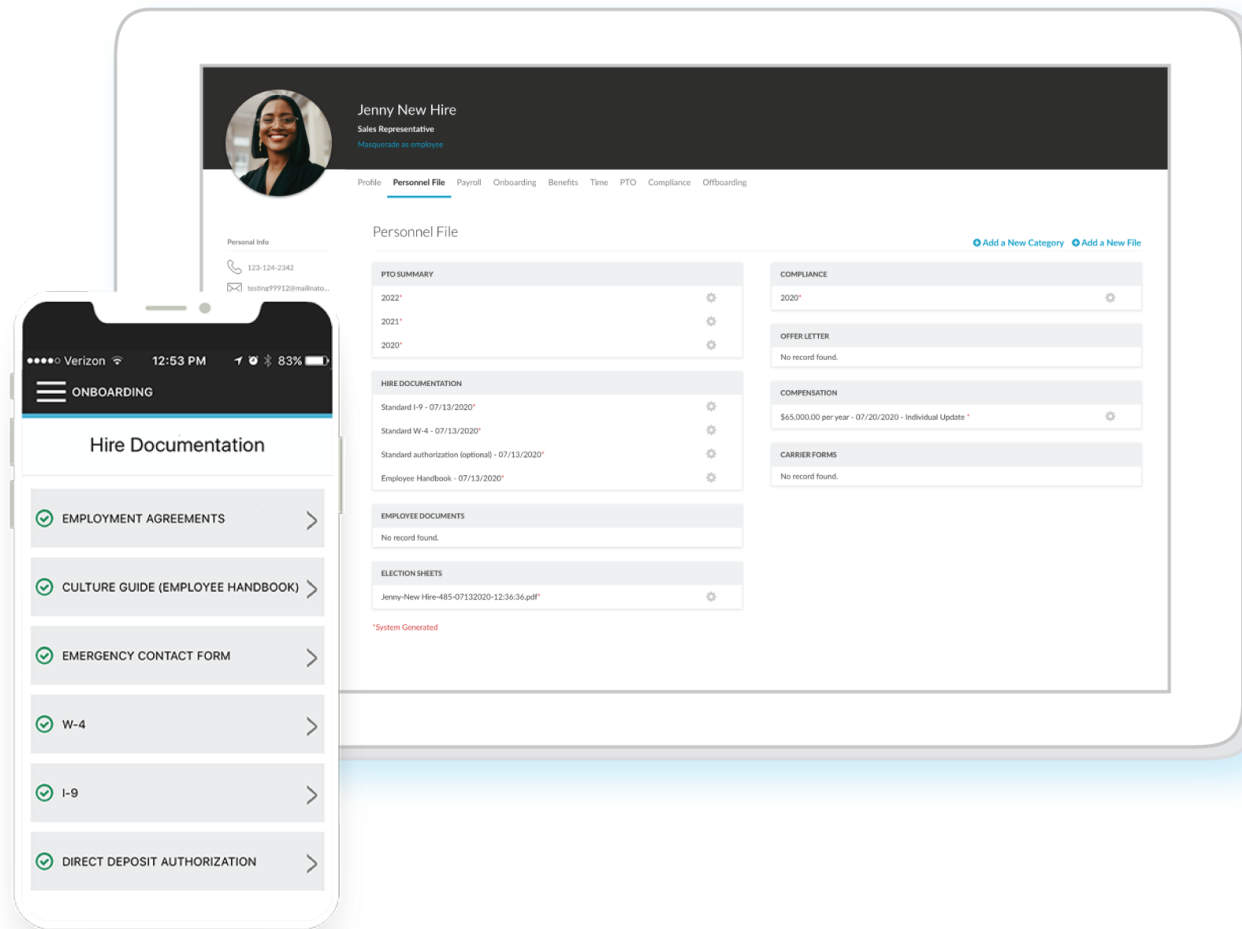 Jenny New Hire
Sales Representative
Masquerade as employee
Profile Personnel File Payroll Onboarding Benefits Time PTO Compliance Offboarding
Personal Info
123-124-2342
testing99912@mailinato...
Personnel File
Add a New Category Add a New File
PTO SUMMARY
2022*
2021*
2020*
HIRE DOCUMENTATION
Standard I-9 - 07/13/2020*
Standard W-4 - 07/13/2020*
Standard authorization (optional) - 07/13/2020*
Employee Handbook - 07/13/2020*
EMPLOYEE DOCUMENTS
No record found.
ELECTION SHEETS
Jenny-New Hire-485-07132020-12:36:36.pdf*
*System Generated
COMPLIANCE
2020*
OFFER LETTER
No record found.
COMPENSATION
$65,000.00 per year - 07/20/2020 - Individual Update *
CARRIER FORMS
No record found.
Verizon 12:53 PM 83%
ONBOARDING
Hire Documentation
EMPLOYMENT AGREEMENTS
CULTURE GUIDE (EMPLOYEE HANDBOOK)
EMERGENCY CONTACT FORM
W-4
I-9
DIRECT DEPOSIT AUTHORIZATION